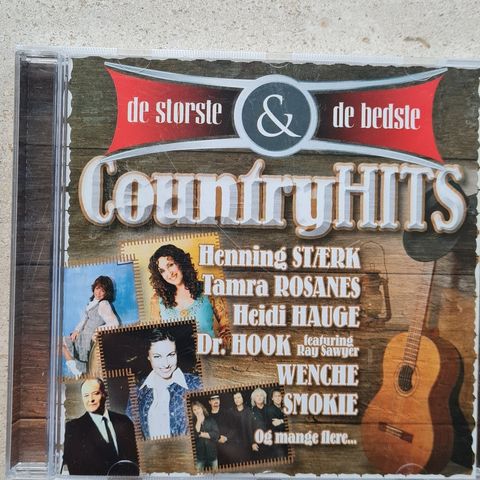 de største & de bedste
CountryHITS
Henning STÆRK
Tamra ROSANES
Heidi HAUGE
Dr. HOOK featuring Ray Sawyer
WENCHE
SMOKIE
Og mange flere...